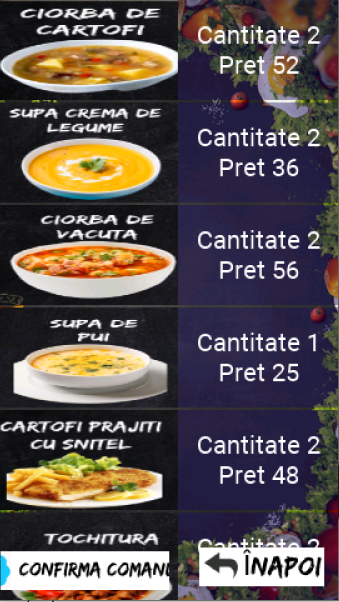 CIORBA DE
CARTOFI
Cantitate 2
Pret 52
SUPA CREMA DE
LEGUME
Cantitate 2
Pret 36
CIORBA DE
VACUTA
Cantitate 2
Pret 56
SUPA DE
PUI
Cantitate 1
Pret 25
CARTOFI PRAJITI
CU SNITEL
Cantitate 2
Pret 48
TOCHITURA
Cantitate 2
CONFIRMA COMAN
ÎNAPOI